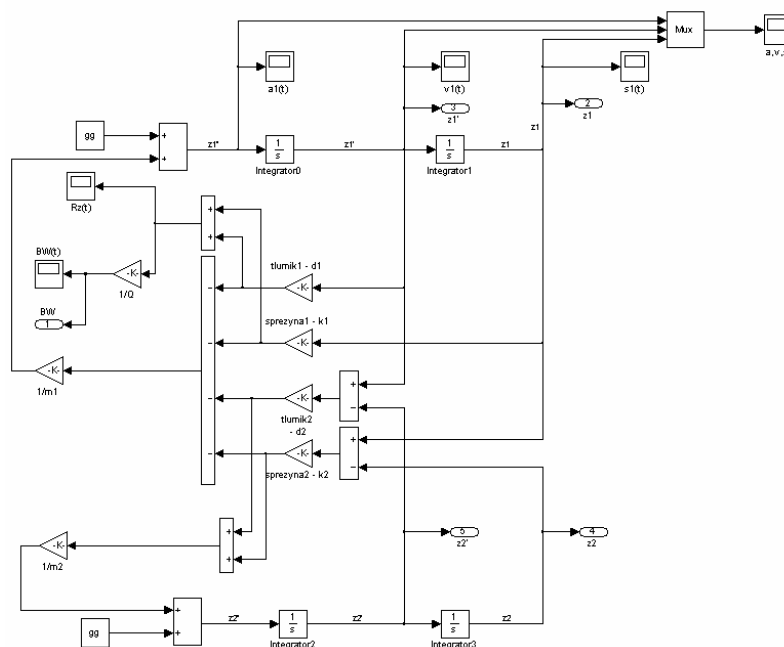 Mux
a,v,
a1(t)
v1(t)
s1(t)
3
z1'
2
z1
z1
gg
+
+
z1"
1
s
Integrator0
z1'
1
s
Integrator1
z1
Rz(t)
+
+
BW(t)
-K-
1/Q
BW
1
tlumik1 - d1
-
-K-
sprezyna1 - k1
-
-K-
-K-
1/m1
-
-K-
tlumik2
- d2
+
-
-
-K-
sprezyna2 - k2
+
-
+
+
-K-
1/m2
5
z2'
4
z2
+
+
gg
z2"
1
s
Integrator2
z2'
1
s
Integrator3
z2